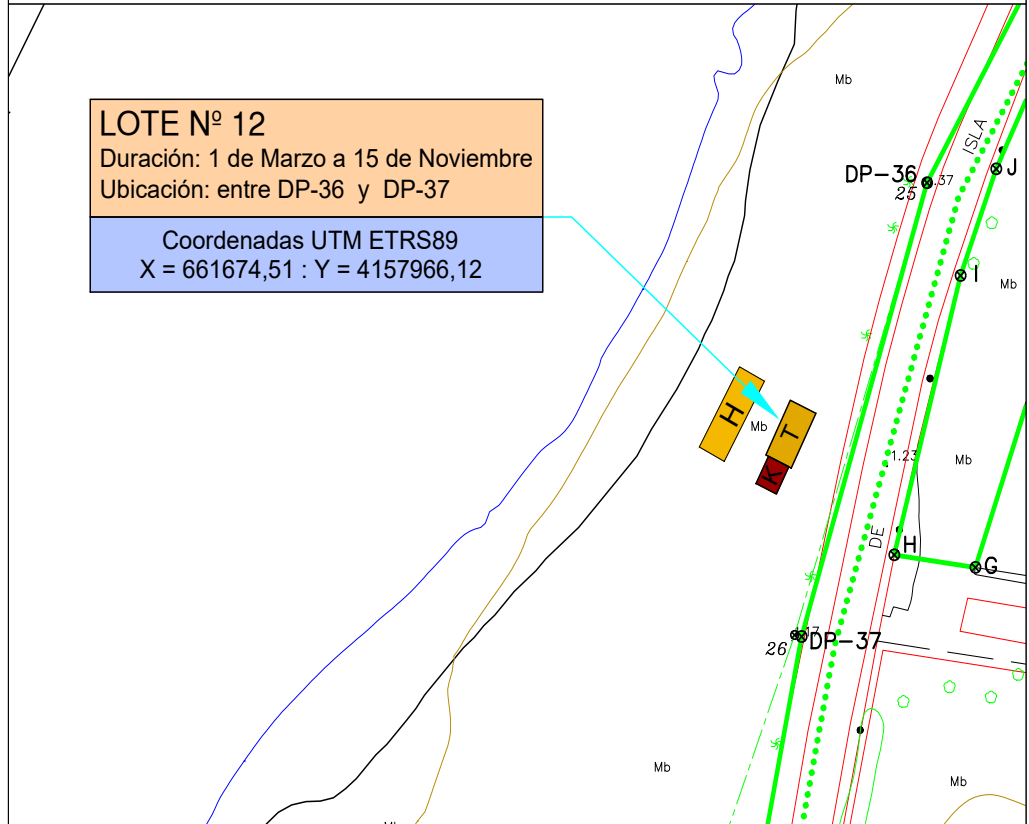 LOTE Nº 12
Duración: 1 de Marzo a 15 de Noviembre
Ubicación: entre DP-36 y DP-37
Coordenadas UTM ETRS89
X = 661674,51 : Y = 4157966,12
Mb
ISLA
J
DP-36
.37
25
I
Mb
H
Mb
T
K
1.23
Mb
DE
H
G
26
DP-37
Mb
Mb